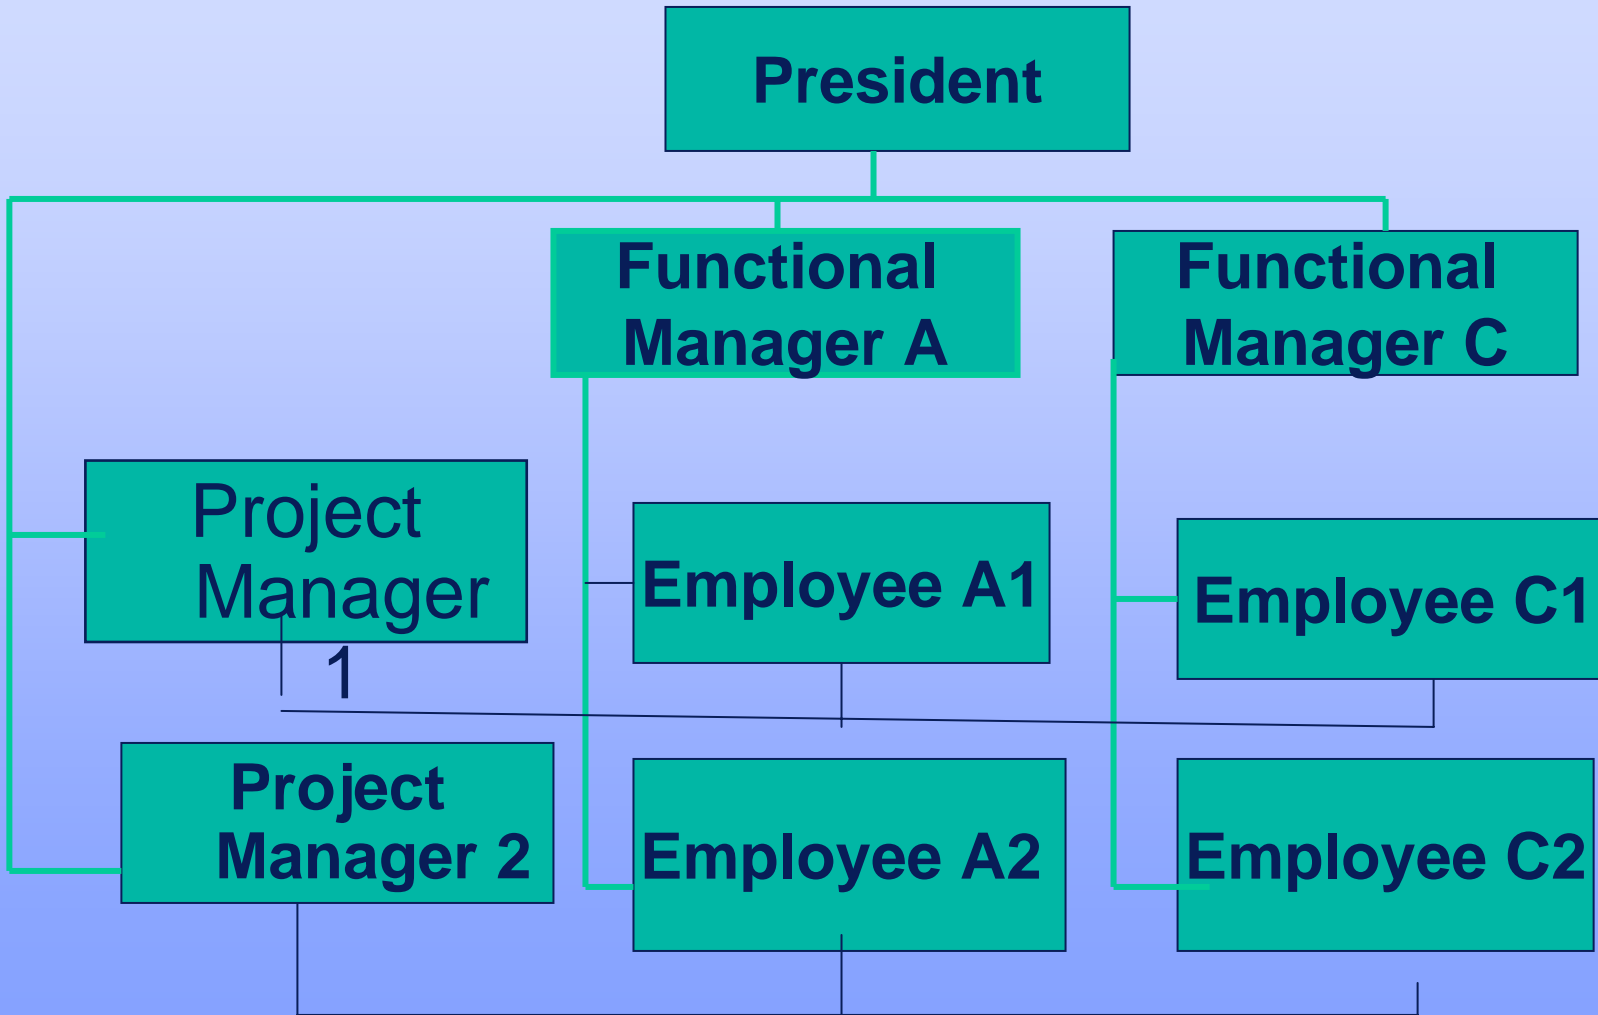 President
Functional
Manager A
Functional
Manager C
Project
Manager
1
Employee A1
Employee C1
Project
Manager 2
Employee A2
Employee C2